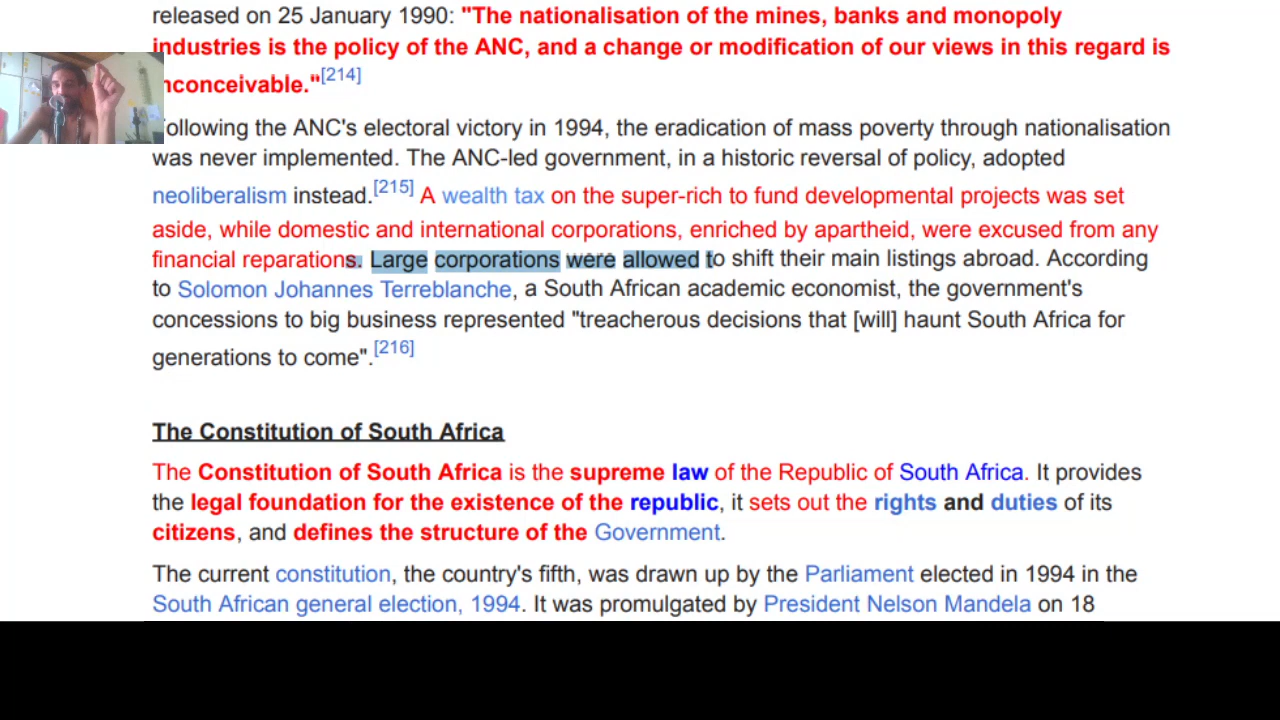 released on 25 January 1990: "The nationalisation of the mines, banks and monopoly
industries is the policy of the ANC, and a change or modification of our views in this regard is
nconceivable."[214]
ollowing the ANC's electoral victory in 1994, the eradication of mass poverty through nationalisation
was never implemented. The ANC-led government, in a historic reversal of policy, adopted
neoliberalism instead.[215] A wealth tax on the super-rich to fund developmental projects was set
aside, while domestic and international corporations, enriched by apartheid, were excused from any
financial reparations. Large corporations were allowed to shift their main listings abroad. According
to Solomon Johannes Terreblanche, a South African academic economist, the government's
concessions to big business represented "treacherous decisions that [will] haunt South Africa for
generations to come".[216]
The Constitution of South Africa
The Constitution of South Africa is the supreme law of the Republic of South Africa. It provides
the legal foundation for the existence of the republic, it sets out the rights and duties of its
citizens, and defines the structure of the Government.
The current constitution, the country's fifth, was drawn up by the Parliament elected in 1994 in the
South African general election, 1994. It was promulgated by President Nelson Mandela on 18